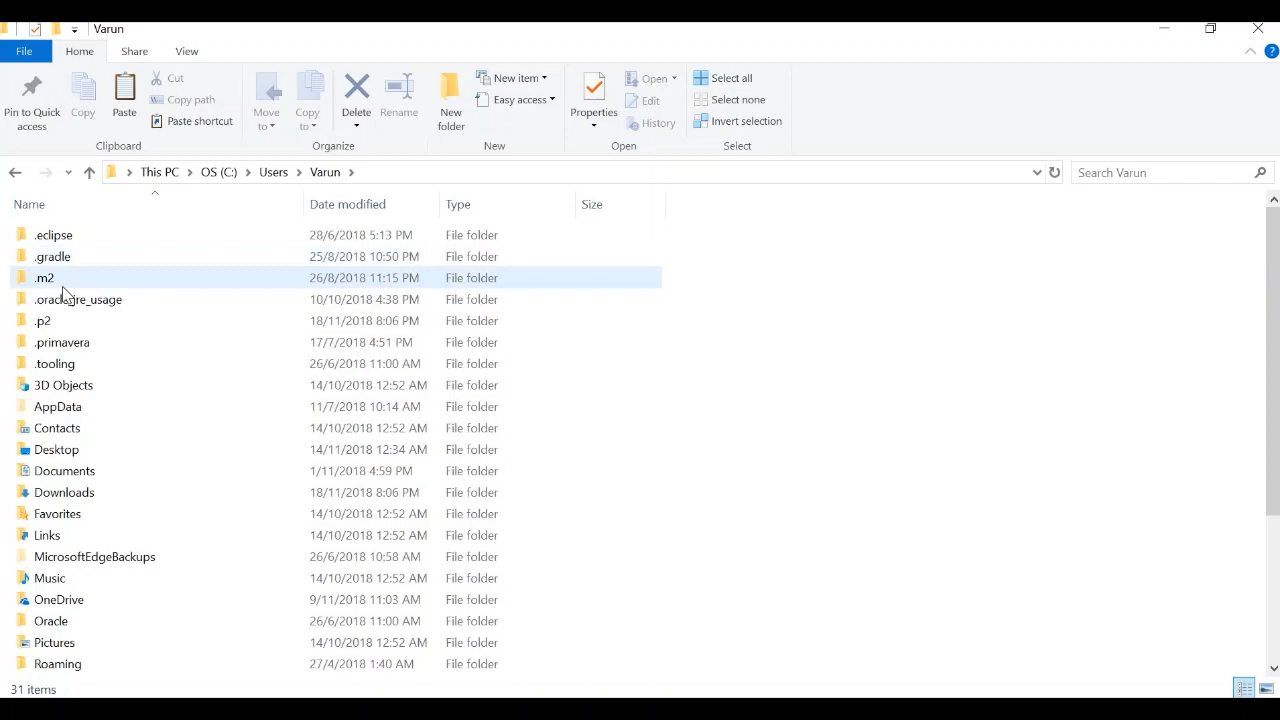 Varun
File Home Share View ?
Pin to Quick access
Copy
Paste
Cut
Copy path
Paste shortcut
Clipboard
Move to
Copy to
Delete
Rename
Organize
New folder
New item
Easy access
New
Properties
Open
Edit
History
Open
Select all
Select none
Invert selection
Select
This PC OS (C:) Users Varun Search Varun
Name Date modified Type Size
.eclipse 28/6/2018 5:13 PM File folder
.gradle 25/8/2018 10:50 PM File folder
.m2 26/8/2018 11:15 PM File folder
10/10/2018 4:38 PM File folder
.p2 18/11/2018 8:06 PM File folder
.primavera 17/7/2018 4:51 PM File folder
.tooling 26/6/2018 11:00 AM File folder
3D Objects 14/10/2018 12:52 AM File folder
AppData 11/7/2018 10:14 AM File folder
Contacts 14/10/2018 12:52 AM File folder
Desktop 14/11/2018 12:34 AM File folder
Documents 1/11/2018 4:59 PM File folder
Downloads 18/11/2018 8:06 PM File folder
Favorites 14/10/2018 12:52 AM File folder
Links 14/10/2018 12:52 AM File folder
MicrosoftEdgeBackups 26/6/2018 10:58 AM File folder
Music 14/10/2018 12:52 AM File folder
OneDrive 9/11/2018 11:03 AM File folder
Oracle 26/6/2018 11:00 AM File folder
Pictures 14/10/2018 12:52 AM File folder
Roaming 27/4/2018 1:40 AM File folder
31 items